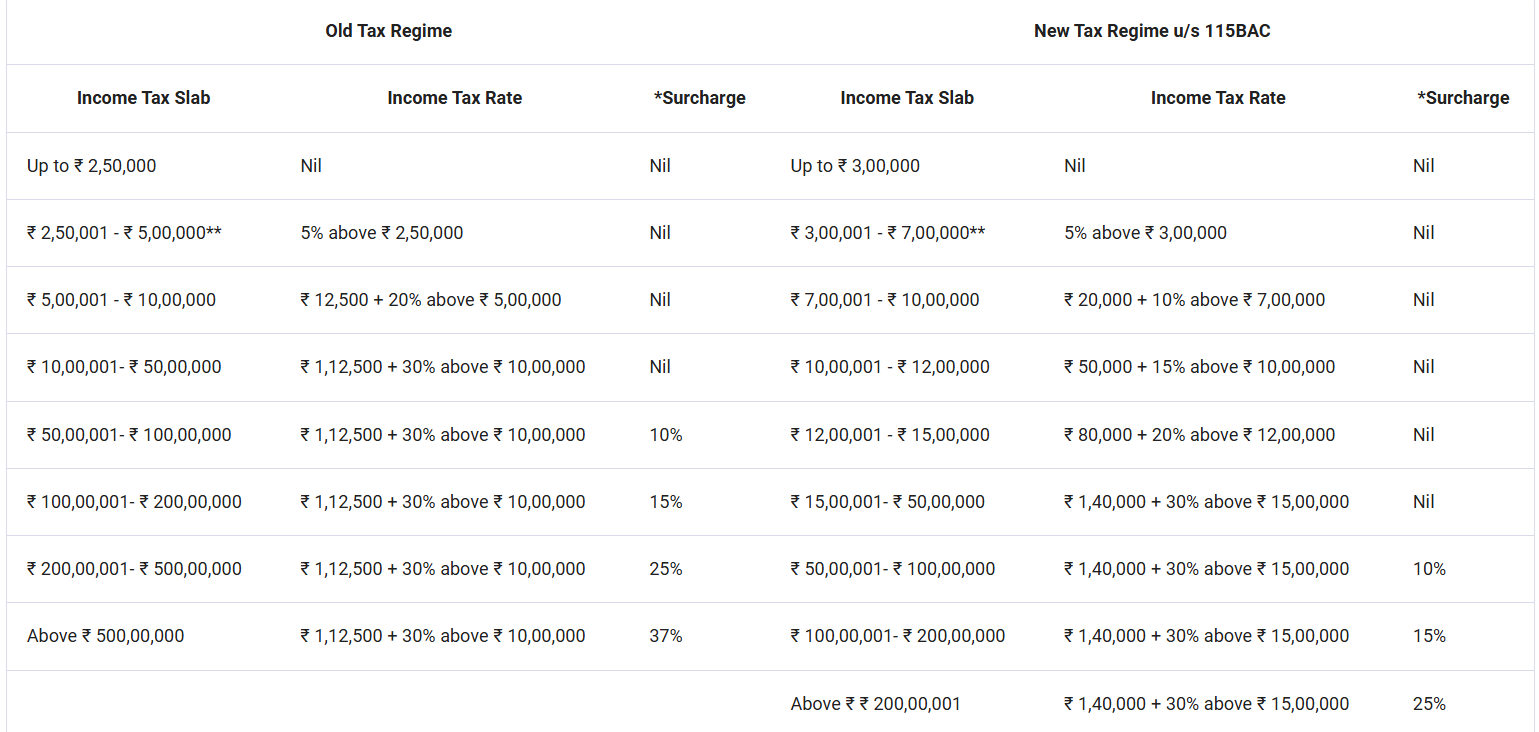 Old Tax Regime New Tax Regime u/s 115BAC
Income Tax Slab Income Tax Rate *Surcharge Income Tax Slab Income Tax Rate *Surcharge
Up to ₹ 2,50,000 Nil Nil Up to ₹ 3,00,000 Nil Nil
₹ 2,50,001 - ₹ 5,00,000** 5% above ₹ 2,50,000 Nil ₹ 3,00,001 - ₹ 7,00,000** 5% above ₹ 3,00,000 Nil
₹ 5,00,001 - ₹ 10,00,000 ₹ 12,500 + 20% above ₹ 5,00,000 Nil ₹ 7,00,001 - ₹ 10,00,000 ₹ 20,000 + 10% above ₹ 7,00,000 Nil
₹ 10,00,001- ₹ 50,00,000 ₹ 1,12,500 + 30% above ₹ 10,00,000 Nil ₹ 10,00,001 - ₹ 12,00,000 ₹ 50,000 + 15% above ₹ 10,00,000 Nil
₹ 50,00,001- ₹ 100,00,000 ₹ 1,12,500 + 30% above ₹ 10,00,000 10% ₹ 12,00,001 - ₹ 15,00,000 ₹ 80,000 + 20% above ₹ 12,00,000 Nil
₹ 100,00,001- ₹ 200,00,000 ₹ 1,12,500 + 30% above ₹ 10,00,000 15% ₹ 15,00,001- ₹ 50,00,000 ₹ 1,40,000 + 30% above ₹ 15,00,000 Nil
₹ 200,00,001- ₹ 500,00,000 ₹ 1,12,500 + 30% above ₹ 10,00,000 25% ₹ 50,00,001- ₹ 100,00,000 ₹ 1,40,000 + 30% above ₹ 15,00,000 10%
Above ₹ 500,00,000 ₹ 1,12,500 + 30% above ₹ 10,00,000 37% ₹ 100,00,001- ₹ 200,00,000 ₹ 1,40,000 + 30% above ₹ 15,00,000 15%
Above ₹ ₹ 200,00,001 ₹ 1,40,000 + 30% above ₹ 15,00,000 25%